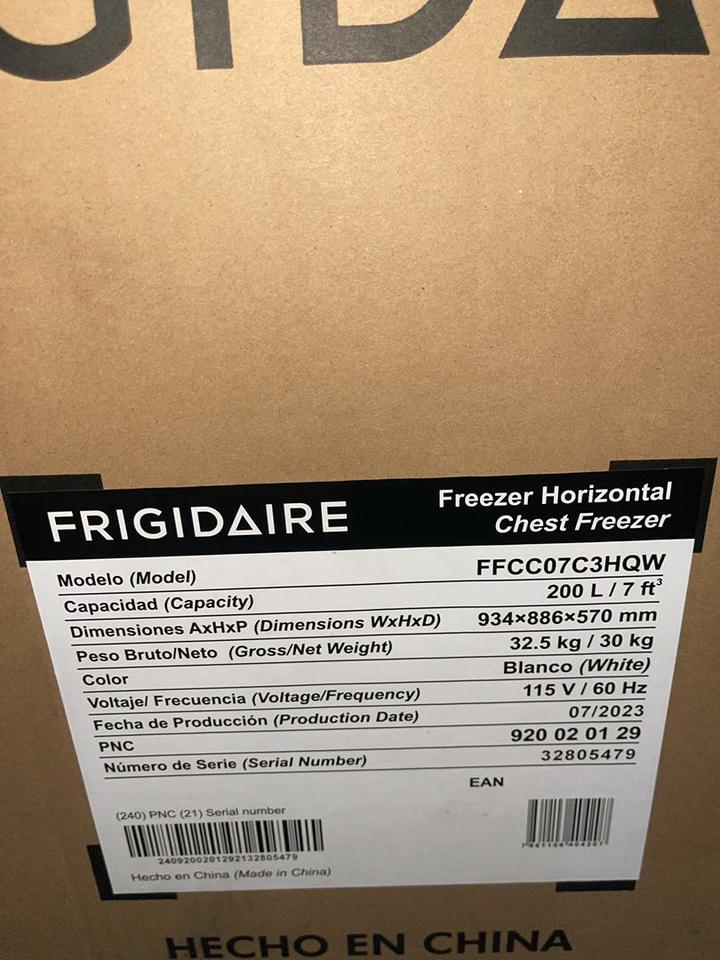 FRIGIDAIRE
Freezer Horizontal
Chest Freezer
Modelo (Model) FFCC07C3HQW
Capacidad (Capacity) 200 L / 7 ft³
Dimensiones AxHxP (Dimensions WxHxD) 934×886×570 mm
Peso Bruto/Neto (Gross/Net Weight) 32.5 kg / 30 kg
Color Blanco (White)
Voltaje/ Frecuencia (Voltage/Frequency) 115 V / 60 Hz
Fecha de Producción (Production Date) 07/2023
PNC 920 02 01 29
Número de Serie (Serial Number) 32805479
EAN
(240) PNC (21) Serial number
2409200201292132805479
Hecho en China (Made in China)
HECHO EN CHINA